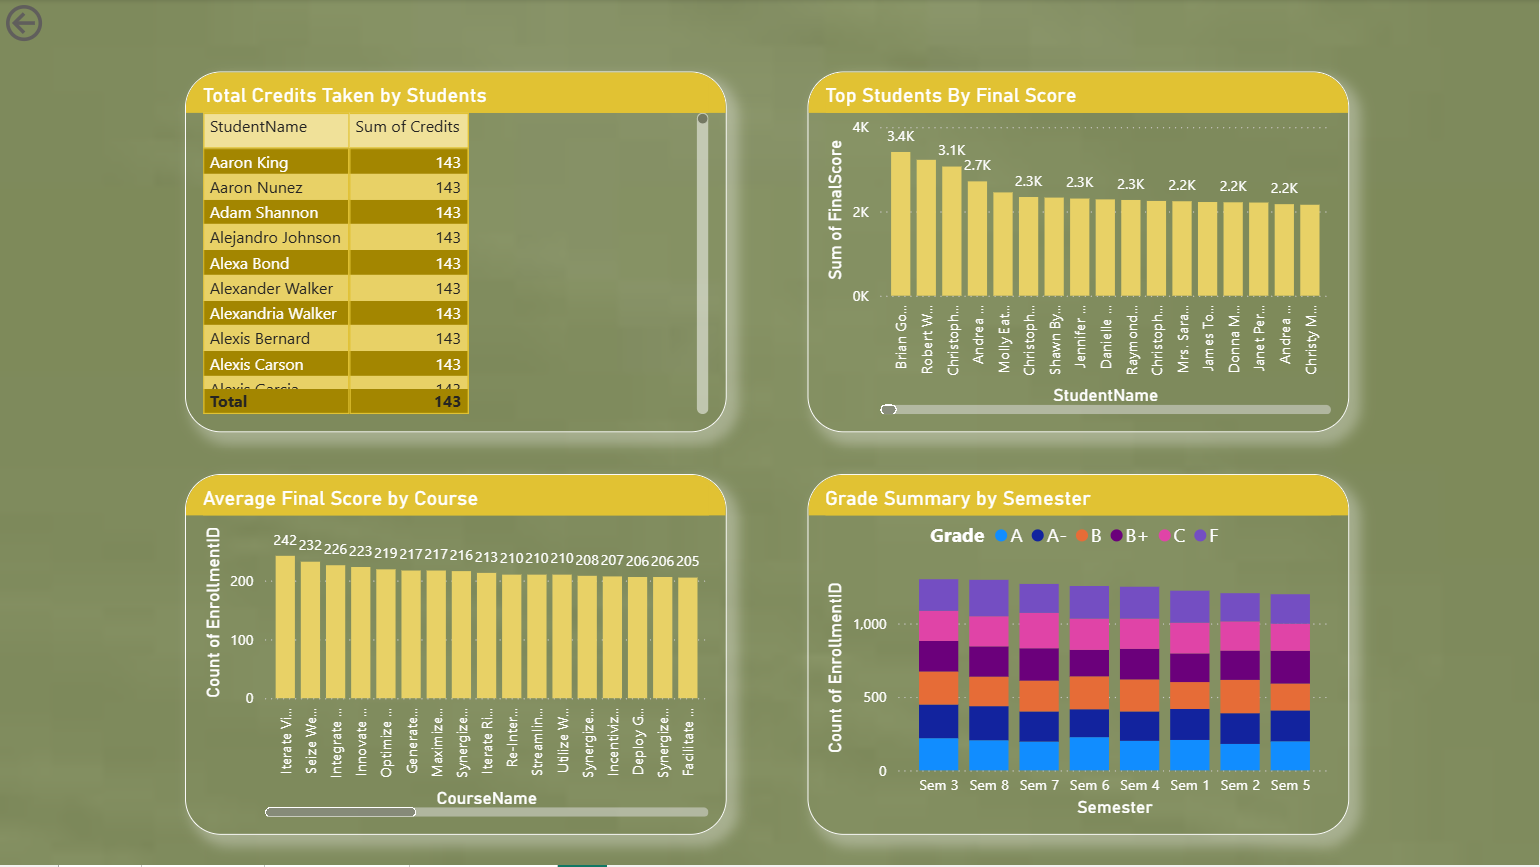 Total Credits Taken by Students
StudentName Sum of Credits
Aaron King 143
Aaron Nunez 143
Adam Shannon 143
Alejandro Johnson 143
Alexa Bond 143
Alexander Walker 143
Alexandria Walker 143
Alexis Bernard 143
Alexis Carson 143
Alexis Garcia 143
Total 143
Top Students By Final Score
Sum of FinalScore
4K
2K
0K
3.4K 3.1K 2.7K 2.3K 2.3K 2.3K 2.2K 2.2K 2.2K
Brian Go...
Robert W...
Christoph...
Andrea ...
Molly Eat...
Christoph...
Shawn By...
Jennifer ...
Danielle ...
Raymond...
Christoph...
Mrs. Sara...
James To...
Donna M...
Janet Per...
Andrea ...
Christy M...
StudentName
Average Final Score by Course
Count of EnrollmentID
200
100
0
242 232 226 223 219 217 217 216 213 210 210 210 208 207 206 206 205
Iterate Vi...
Seize We...
Integrate ...
Innovate ...
Optimize ...
Generate...
Maximize...
Synergize...
Iterate Ri...
Re-Inter...
Streamlin...
Utilize W...
Synergize...
Incentiviz...
Deploy G...
Synergize...
Facilitate ...
CourseName
Grade Summary by Semester
Grade A A- B B+ C F
Count of EnrollmentID
1,000
500
0
Sem 3 Sem 8 Sem 7 Sem 6 Sem 4 Sem 1 Sem 2 Sem 5
Semester